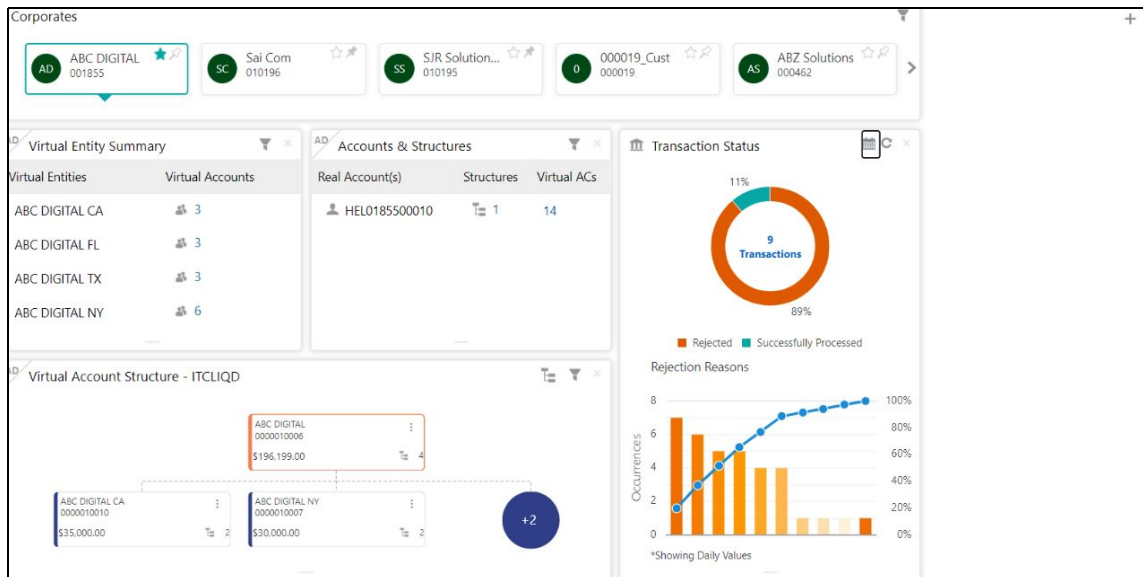 Corporates
AD
ABC DIGITAL
001855
SC
Sai Com
010196
SS
SJR Solution...
010195
0
000019_Cust
000019
AS
ABZ Solutions
000462
AD
Virtual Entity Summary
Virtual Entities Virtual Accounts
ABC DIGITAL CA 3
ABC DIGITAL FL 3
ABC DIGITAL TX 3
ABC DIGITAL NY 6
AD
Accounts & Structures
Real Account(s) Structures Virtual ACs
HEL0185500010 1 14
Transaction Status
11%
9
Transactions
89%
Rejected Successfully Processed
Rejection Reasons
Occurrences
8
6
4
2
0
100%
80%
60%
40%
20%
0%
*Showing Daily Values
AD
Virtual Account Structure - ITCLIQD
ABC DIGITAL
0000010006
$196,199.00 4
ABC DIGITAL CA
0000010010
$35,000.00 2
ABC DIGITAL NY
0000010007
$30,000.00 2
+2